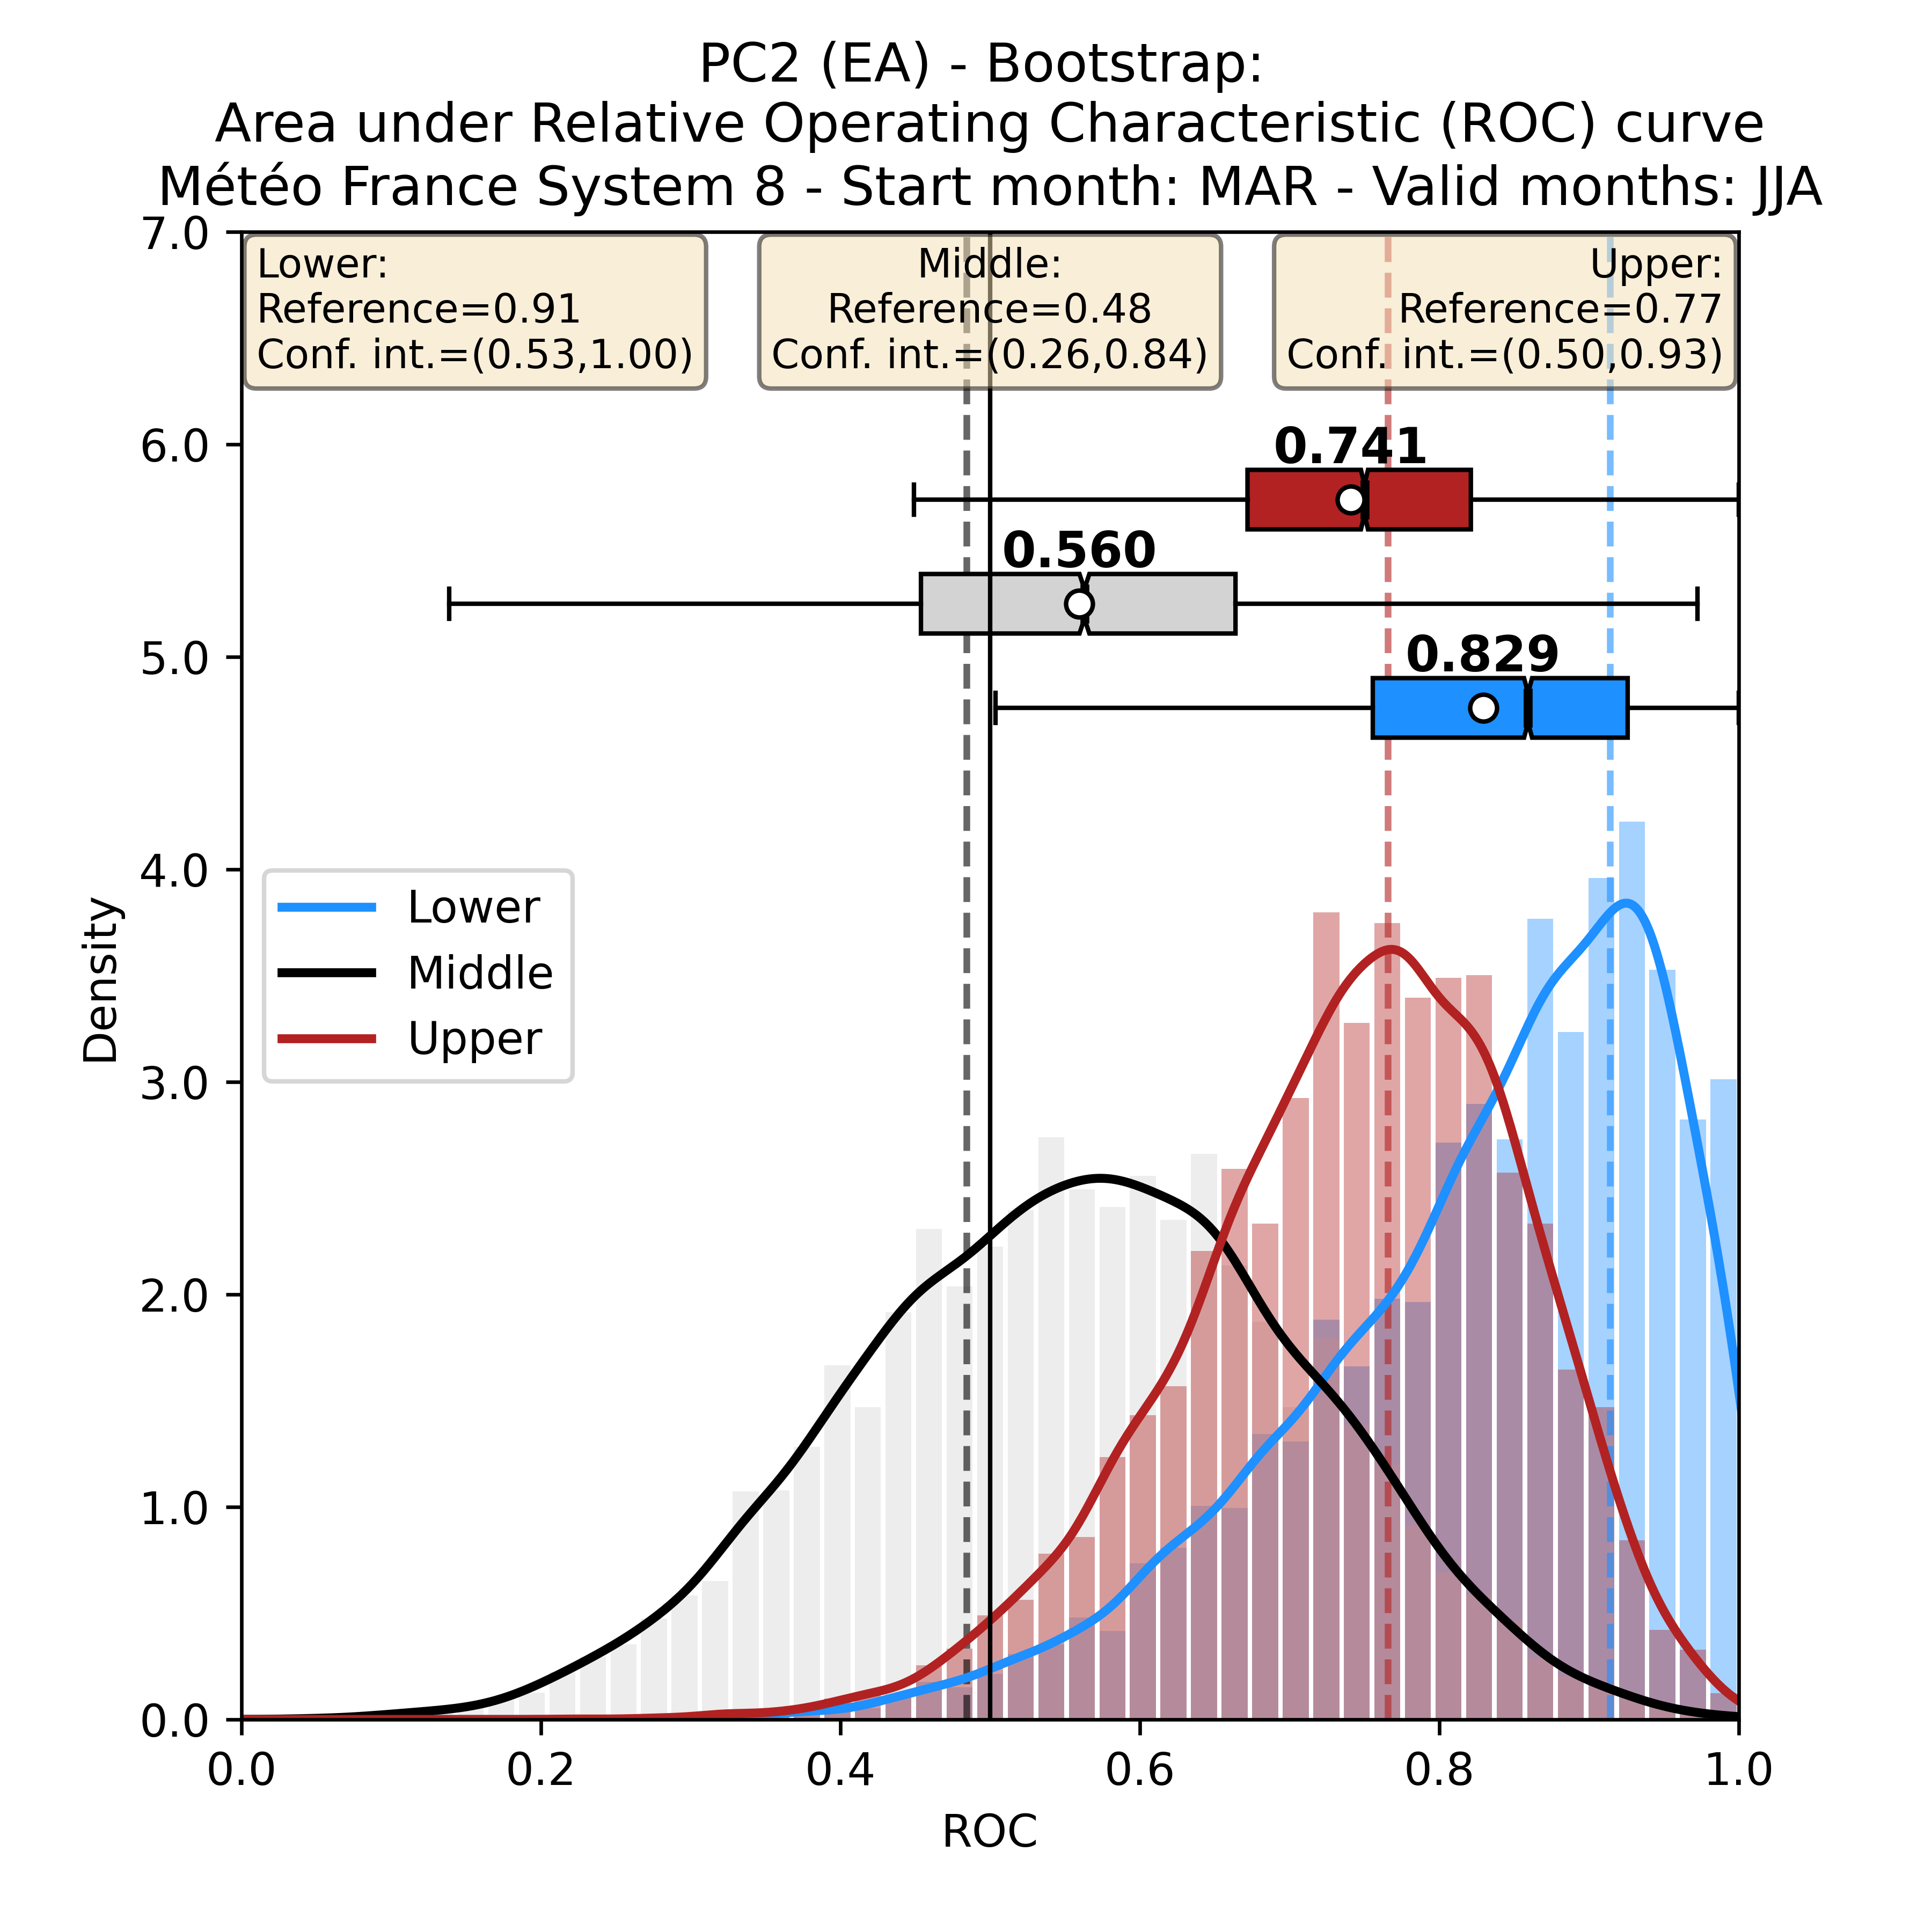 PC2 (EA) - Bootstrap:
Area under Relative Operating Characteristic (ROC) curve
Météo France System 8 - Start month: MAR - Valid months: JJA
Lower:
Reference=0.91
Conf. int.=(0.53,1.00)
Middle:
Reference=0.48
Conf. int.=(0.26,0.84)
Upper:
Reference=0.77
Conf. int.=(0.50,0.93)
0.741
0.560
0.829
7.0
6.0
5.0
4.0
3.0
2.0
1.0
0.0
Density
Lower
Middle
Upper
0.0
0.2
0.4
0.6
0.8
1.0
ROC